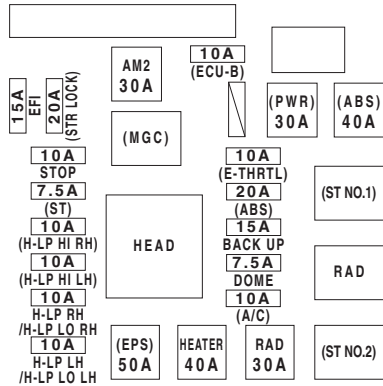 10A
(ECU-B)
AM2
30A
15A
EFI
20A
(STR LOCK)
(PWR)
30A
(ABS)
40A
(MGC)
10A
STOP
7.5A
(ST)
10A
(H-LP HI RH)
10A
(H-LP HI LH)
10A
H-LP RH
/H-LP LO RH
10A
H-LP LH
/H-LP LO LH
HEAD
10A
(E-THRTL)
20A
(ABS)
15A
BACK UP
7.5A
DOME
10A
(A/C)
(ST NO.1)
RAD
(ST NO.2)
(EPS)
50A
HEATER
40A
RAD
30A